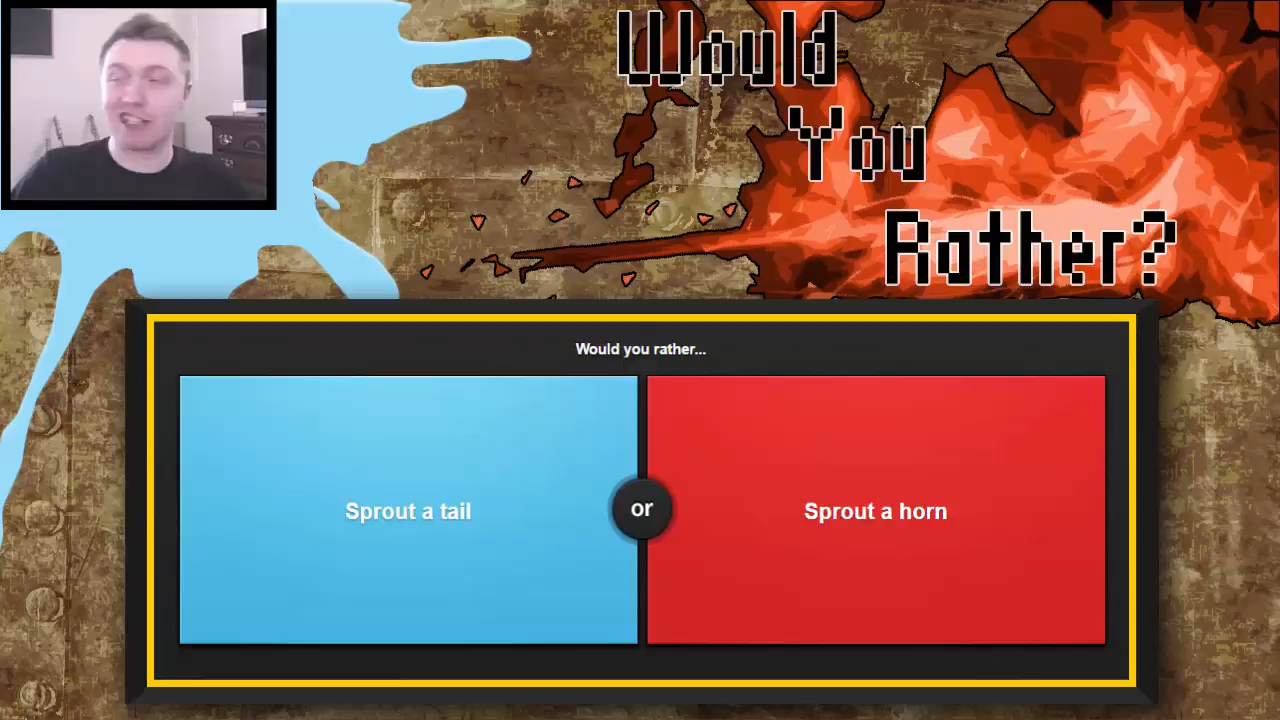 Would
You
Rather?
Would you rather...
Sprout a tail
or
Sprout a horn